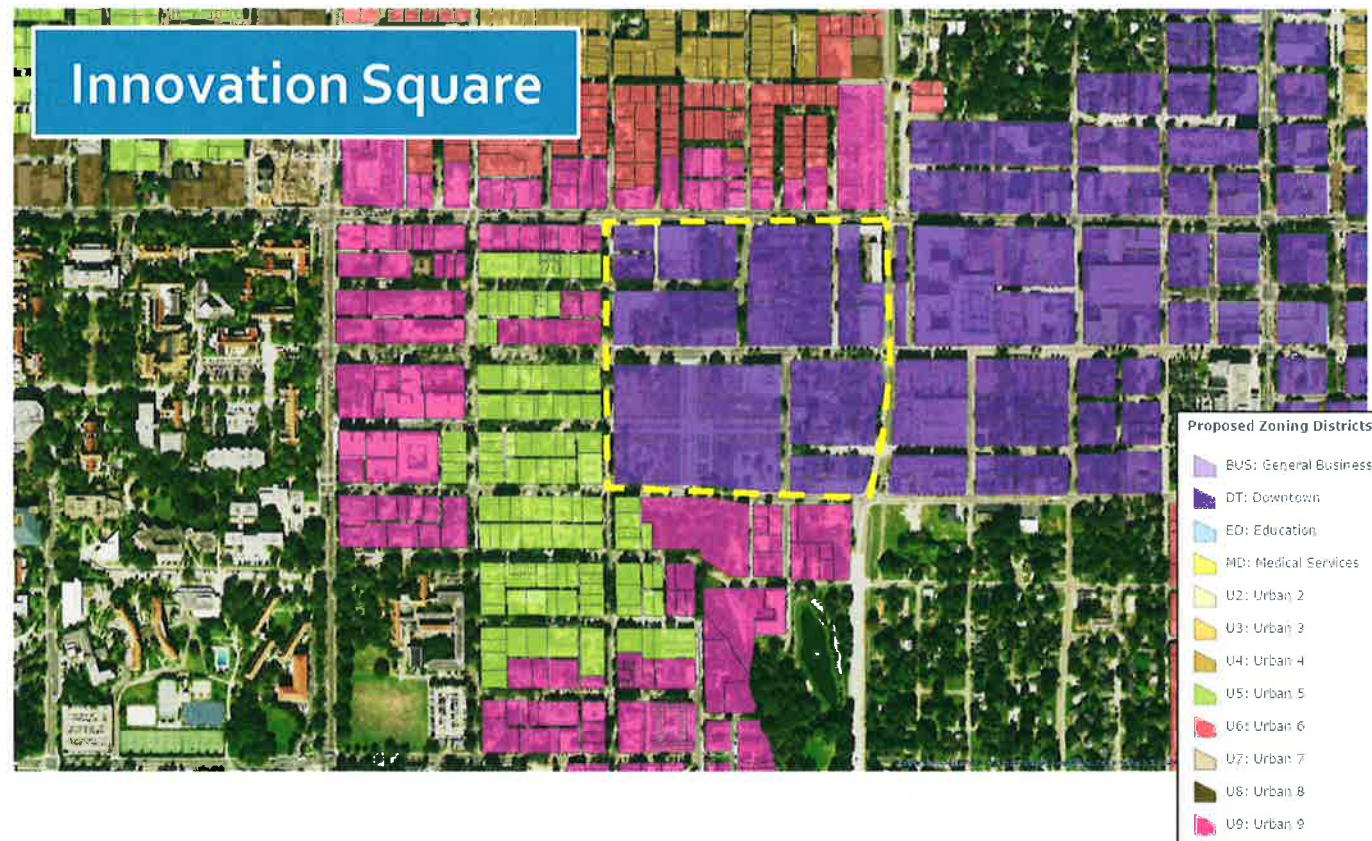 Innovation Square
Proposed Zoning Districts
BUS: General Business
DT: Downtown
ED: Education
MD: Medical Services
U2: Urban 2
U3: Urban 3
U4: Urban 4
U5: Urban 5
U6: Urban 6
U7: Urban 7
U8: Urban 8
U9: Urban 9